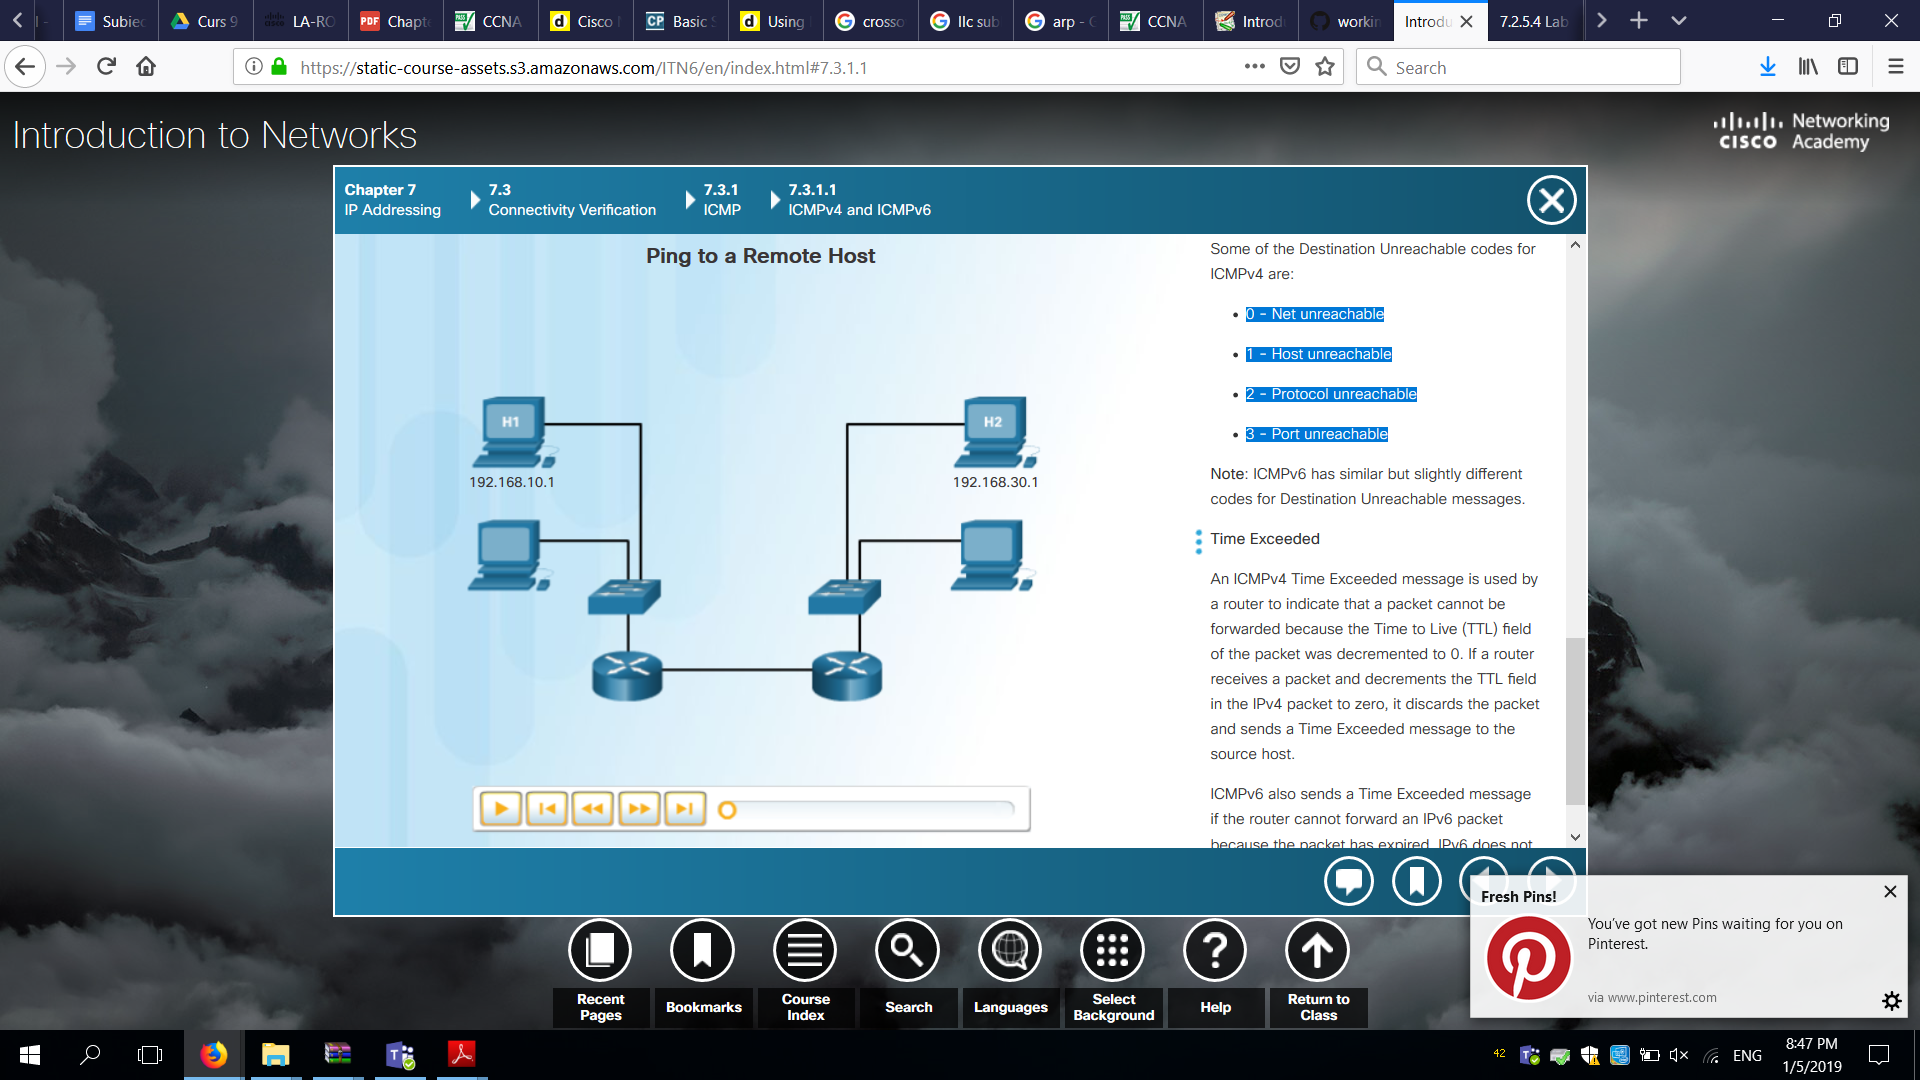 Subie
Curs 9
LA-RO
PDF Chapt
CCNA
Cisco
CP Basic S
Using
crosso
llc sub
arp - G
CCNA
Introd
workin
Introdu
7.2.5.4 Lab
https://static-course-assets.s3.amazonaws.com/ITN6/en/index.html#7.3.1.1
Search
Introduction to Networks
CISCO Networking Academy
Chapter 7
IP Addressing
7.3
Connectivity Verification
7.3.1
ICMP
7.3.1.1
ICMPv4 and ICMPv6
Ping to a Remote Host
H1
192.168.10.1
H2
192.168.30.1
Some of the Destination Unreachable codes for
ICMPv4 are:
• 0 - Net unreachable
• 1 - Host unreachable
• 2 - Protocol unreachable
• 3 - Port unreachable
Note: ICMPv6 has similar but slightly different
codes for Destination Unreachable messages.
Time Exceeded
An ICMPv4 Time Exceeded message is used by
a router to indicate that a packet cannot be
forwarded because the Time to Live (TTL) field
of the packet was decremented to 0. If a router
receives a packet and decrements the TTL field
in the IPv4 packet to zero, it discards the packet
and sends a Time Exceeded message to the
source host.
ICMPv6 also sends a Time Exceeded message
if the router cannot forward an IPv6 packet
because the packet has expired. IPv6 does not
Fresh Pins!
You've got new Pins waiting for you on
Pinterest.
via www.pinterest.com
Recent Pages
Bookmarks
Course Index
Search
Languages
Select Background
Help
Return to Class
42
ENG
8:47 PM
1/5/2019